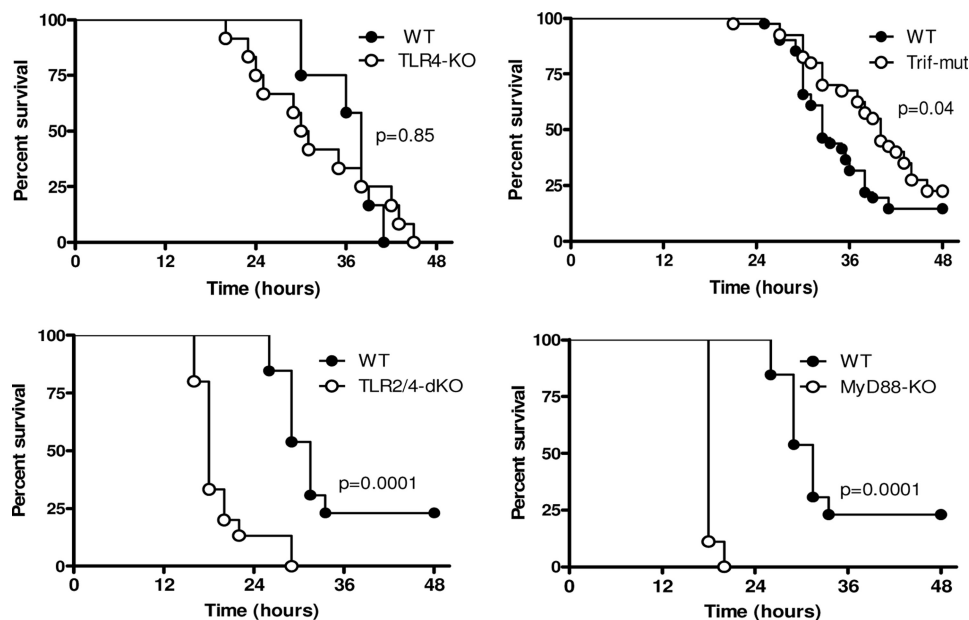 Percent survival
100
75
50
25
0
WT
TLR4-KO
p=0.85
0 12 24 36 48
Time (hours)
Percent survival
100
75
50
25
0
WT
Trif-mut
p=0.04
0 12 24 36 48
Time (hours)
Percent survival
100
75
50
25
0
WT
TLR2/4-dKO
p=0.0001
0 12 24 36 48
Time (hours)
Percent survival
100
75
50
25
0
WT
MyD88-KO
p=0.0001
0 12 24 36 48
Time (hours)